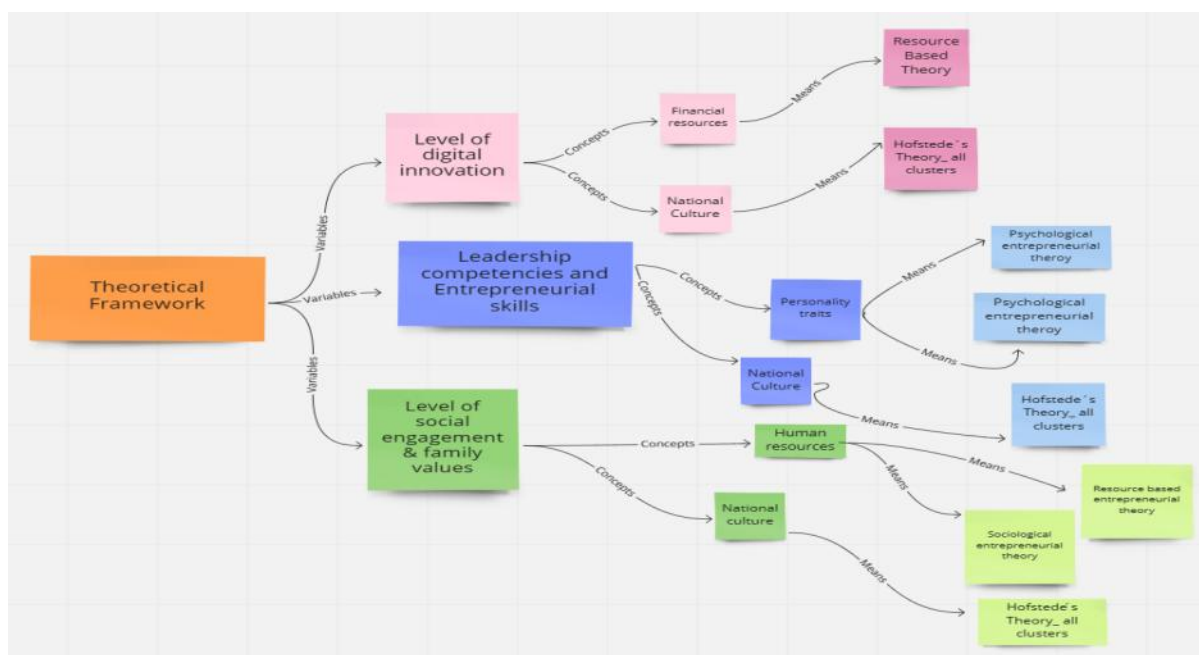 Theoretical
Framework
Variables
Variables
Variables
Level of
digital
innovation
Concepts
Concepts
Financial
resources
Means
Resource
Based
Theory
National
Culture
Means
Hofstede´s
Theory_ all
clusters
Leadership
competencies and
Entrepreneurial
skills
Concepts
Concepts
Personality
traits
Means
Means
Psychological
entrepreneurial
theroy
Psychological
entrepreneurial
theroy
National
Culture
Means
Hofstede´s
Theory_ all
clusters
Level of
social
engagement
& family
values
Concepts
Concepts
Human
resources
Means
Means
Resource based
entrepreneurial
theory
Sociological
entrepreneurial
theory
National
culture
Means
Hofstede´s
Theory_ all
clusters